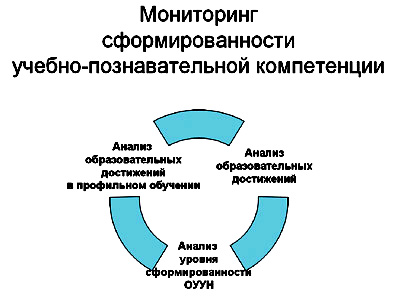 Мониторинг
сформированности
учебно-познавательной компетенции
Анализ
образовательных
достижений
в профильном обучении
Анализ
образовательных
достижений
Анализ
уровня
сформированности
ОУУН